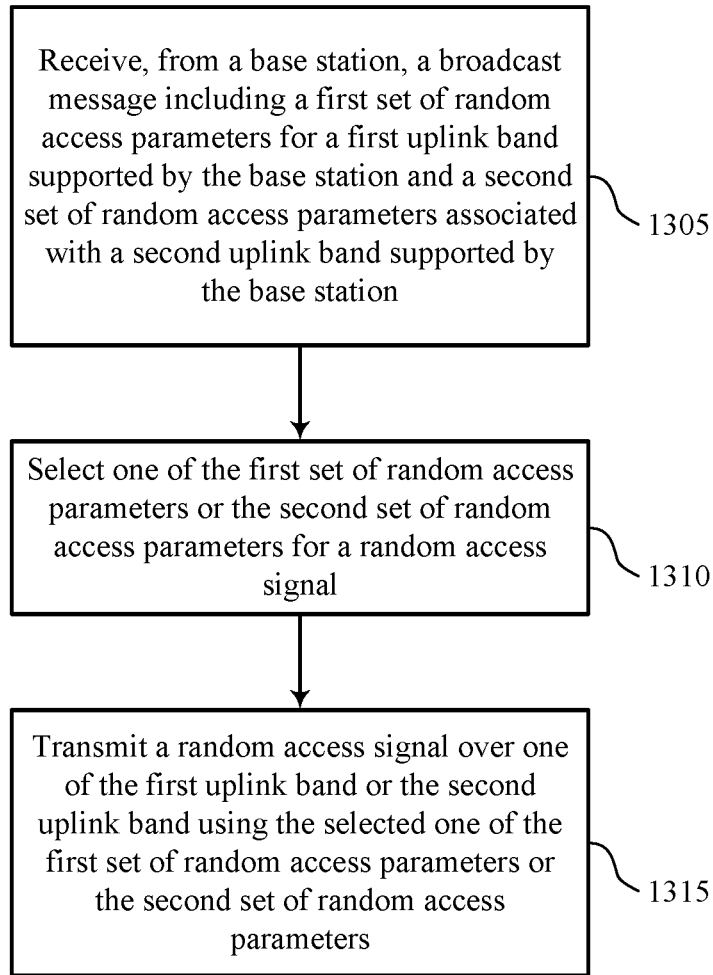 Receive, from a base station, a broadcast
message including a first set of random
access parameters for a first uplink band
supported by the base station and a second
set of random access parameters associated
with a second uplink band supported by
the base station
1305
Select one of the first set of random access
parameters or the second set of random
access parameters for a random access
signal
1310
Transmit a random access signal over one
of the first uplink band or the second
uplink band using the selected one of the
first set of random access parameters or
the second set of random access
parameters
1315